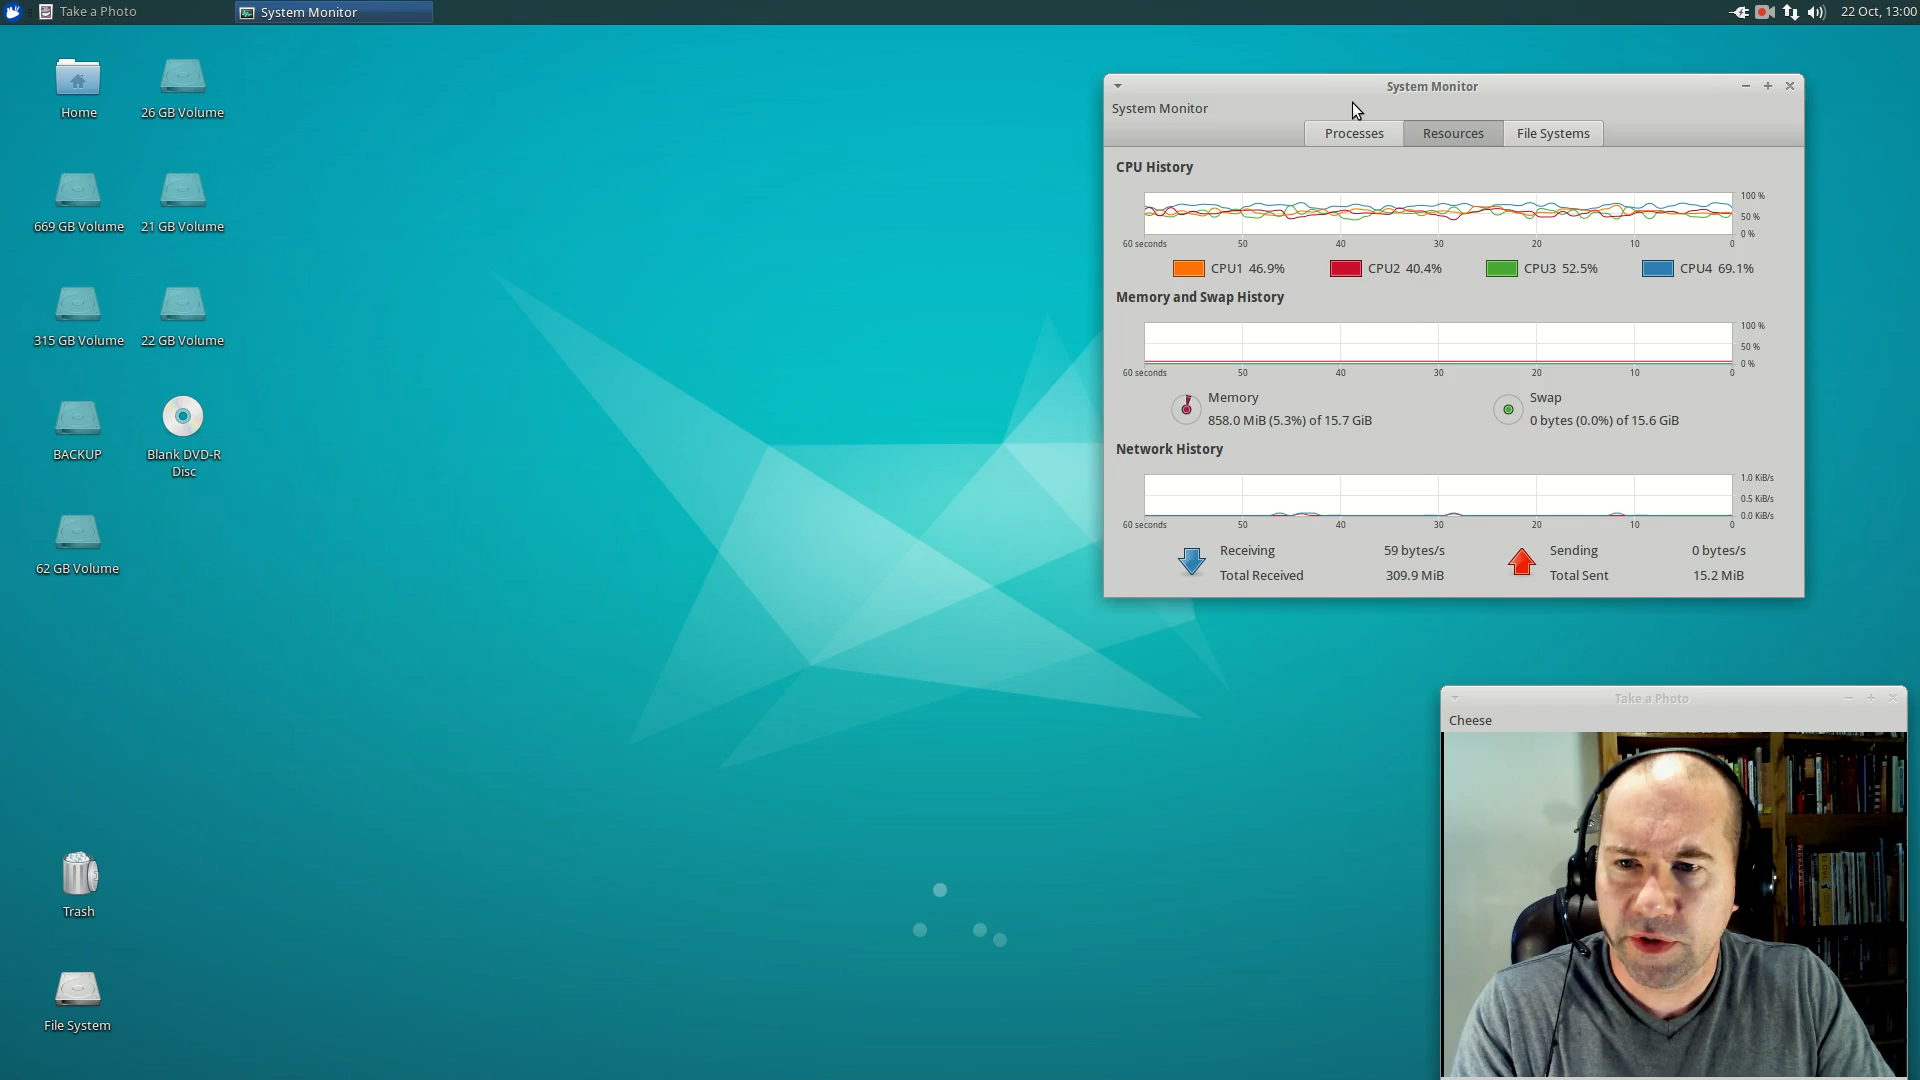 Take a Photo
System Monitor
22 Oct, 13:00
Home
26 GB Volume
669 GB Volume
21 GB Volume
315 GB Volume
22 GB Volume
BACKUP
Blank DVD-R
Disc
62 GB Volume
Trash
File System
System Monitor
System Monitor
Processes
Resources
File Systems
CPU History
100 %
50 %
0 %
60 seconds 50 40 30 20 10 0
CPU1 46.9% CPU2 40.4% CPU3 52.5% CPU4 69.1%
Memory and Swap History
100 %
50 %
0 %
60 seconds 50 40 30 20 10 0
Memory
858.0 MiB (5.3%) of 15.7 GiB
Swap
0 bytes (0.0%) of 15.6 GiB
Network History
1.0 KiB/s
0.5 KiB/s
0.0 KiB/s
60 seconds 50 40 30 20 10 0
Receiving 59 bytes/s
Total Received 309.9 MiB
Sending 0 bytes/s
Total Sent 15.2 MiB
Take a Photo
Cheese